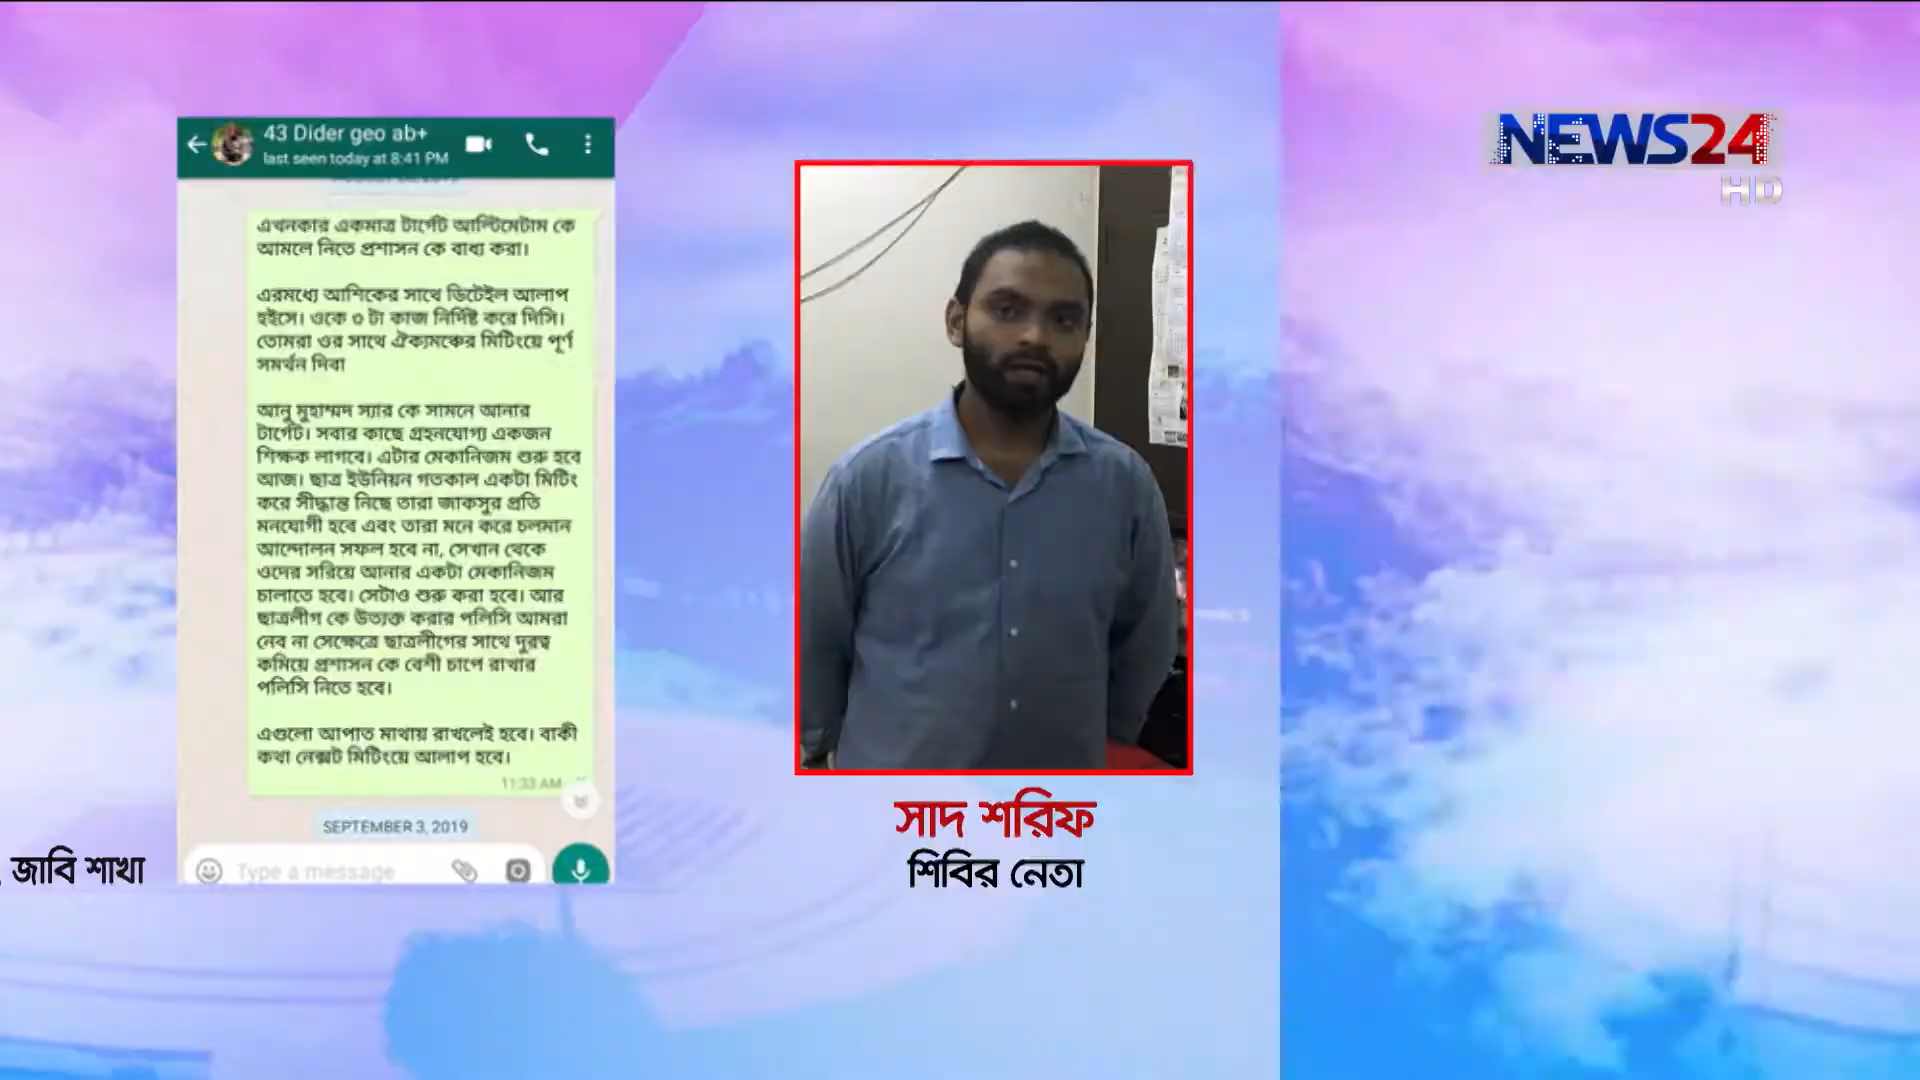 43 Dider geo ab+
last seen today at 8:41 PM
এখনকার একমাত্র টার্গেট আল্টিমেটাম কে
আমলে নিতে প্রশাসন কে বাধ্য করা।
এরমধ্যে আশিকের সাথে ডিটেইল আলাপ
হইসে। ওকে ৩ টা কাজ নির্দিষ্ট করে দিসি।
তোমরা ওর সাথে ঐক্যমঞ্চের মিটিংয়ে পূর্ণ
সমর্থন দিবা
আনু মুহাম্মদ স্যার কে সামনে আনার
টার্গেট। সবার কাছে গ্রহনযোগ্য একজন
শিক্ষক লাগবে। এটার মেকানিজম শুরু হবে
আজ। ছাত্র ইউনিয়ন গতকাল একটা মিটিং
করে সীদ্ধান্ত নিছে তারা জাকসুর প্রতি
মনযোগী হবে এবং তারা মনে করে চলমান
আন্দোলন সফল হবে না, সেখান থেকে
ওদের সরিয়ে আনার একটা মেকানিজম
চালাতে হবে। সেটাও শুরু করা হবে। আর
ছাত্রলীগ কে উত্যক্ত করার পলিসি আমরা
নেব না সেক্ষেত্রে ছাত্রলীগের সাথে দুরত্ব
কমিয়ে প্রশাসন কে বেশী চাপে রাখার
পলিসি নিতে হবে।
এগুলো আপাত মাথায় রাখলেই হবে। বাকী
কথা নেক্সট মিটিংয়ে আলাপ হবে।
11:33 AM
SEPTEMBER 3, 2019
Type a message
জাবি শাখা
সাদ শরিফ
শিবির নেতা
NEWS24
HD